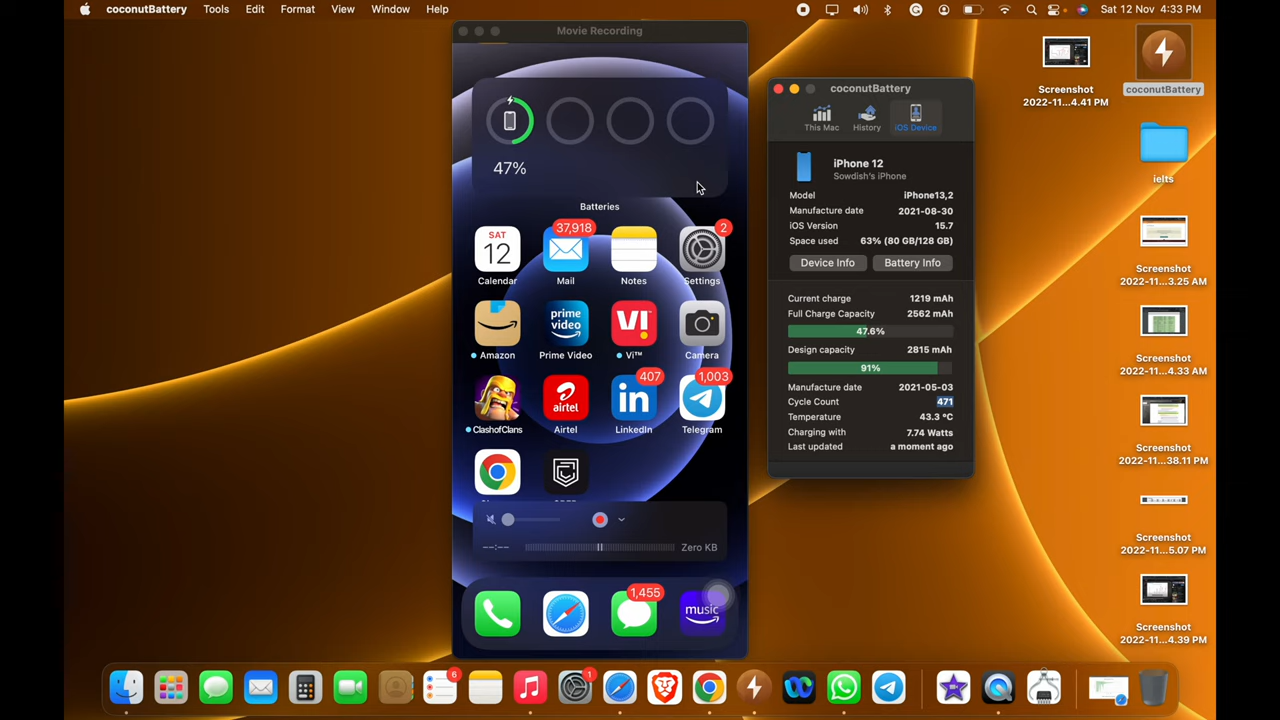 coconutBattery Tools Edit Format View Window Help Sat 12 Nov 4:33 PM
Movie Recording
47%
Batteries
SAT 37,918 2
12
Calendar Mail Notes Settings
prime video VI
Amazon Prime Video Vi™ Camera
airtel 407 in 1,003
ClashofClans Airtel LinkedIn Telegram
--:-- Zero KB
1,455
music
coconutBattery
This Mac History iOS Device
iPhone 12
Sowdish's iPhone
Model iPhone13,2
Manufacture date 2021-08-30
iOS Version 15.7
Space used 63% (80 GB/128 GB)
Device Info Battery Info
Current charge 1219 mAh
Full Charge Capacity 2562 mAh
47.6%
Design capacity 2815 mAh
91%
Manufacture date 2021-05-03
Cycle Count 471
Temperature 43.3 ºC
Charging with 7.74 Watts
Last updated a moment ago
Screenshot
2022-11...4.41 PM
coconutBattery
ielts
Screenshot
2022-11...3.25 AM
Screenshot
2022-11...4.33 AM
Screenshot
2022-11...38.11 PM
Screenshot
2022-11...5.07 PM
Screenshot
2022-11...4.39 PM
6 1